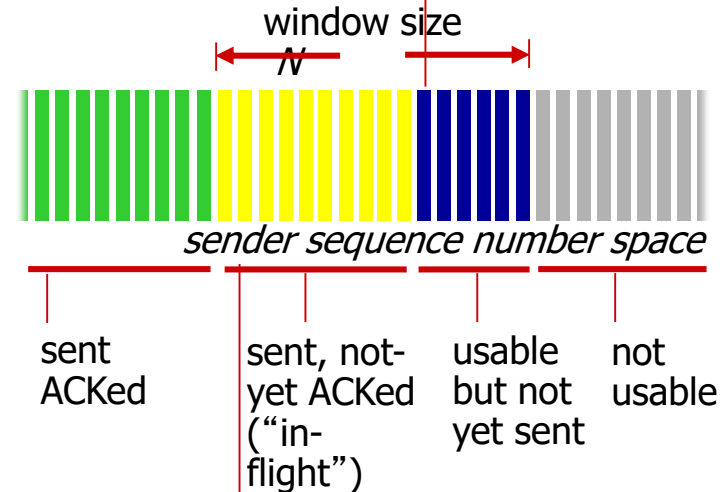 window size
N
sender sequence number space
sent
ACKed
sent, not-
yet ACKed
(“in-
flight”)
usable
but not
yet sent
not
usable